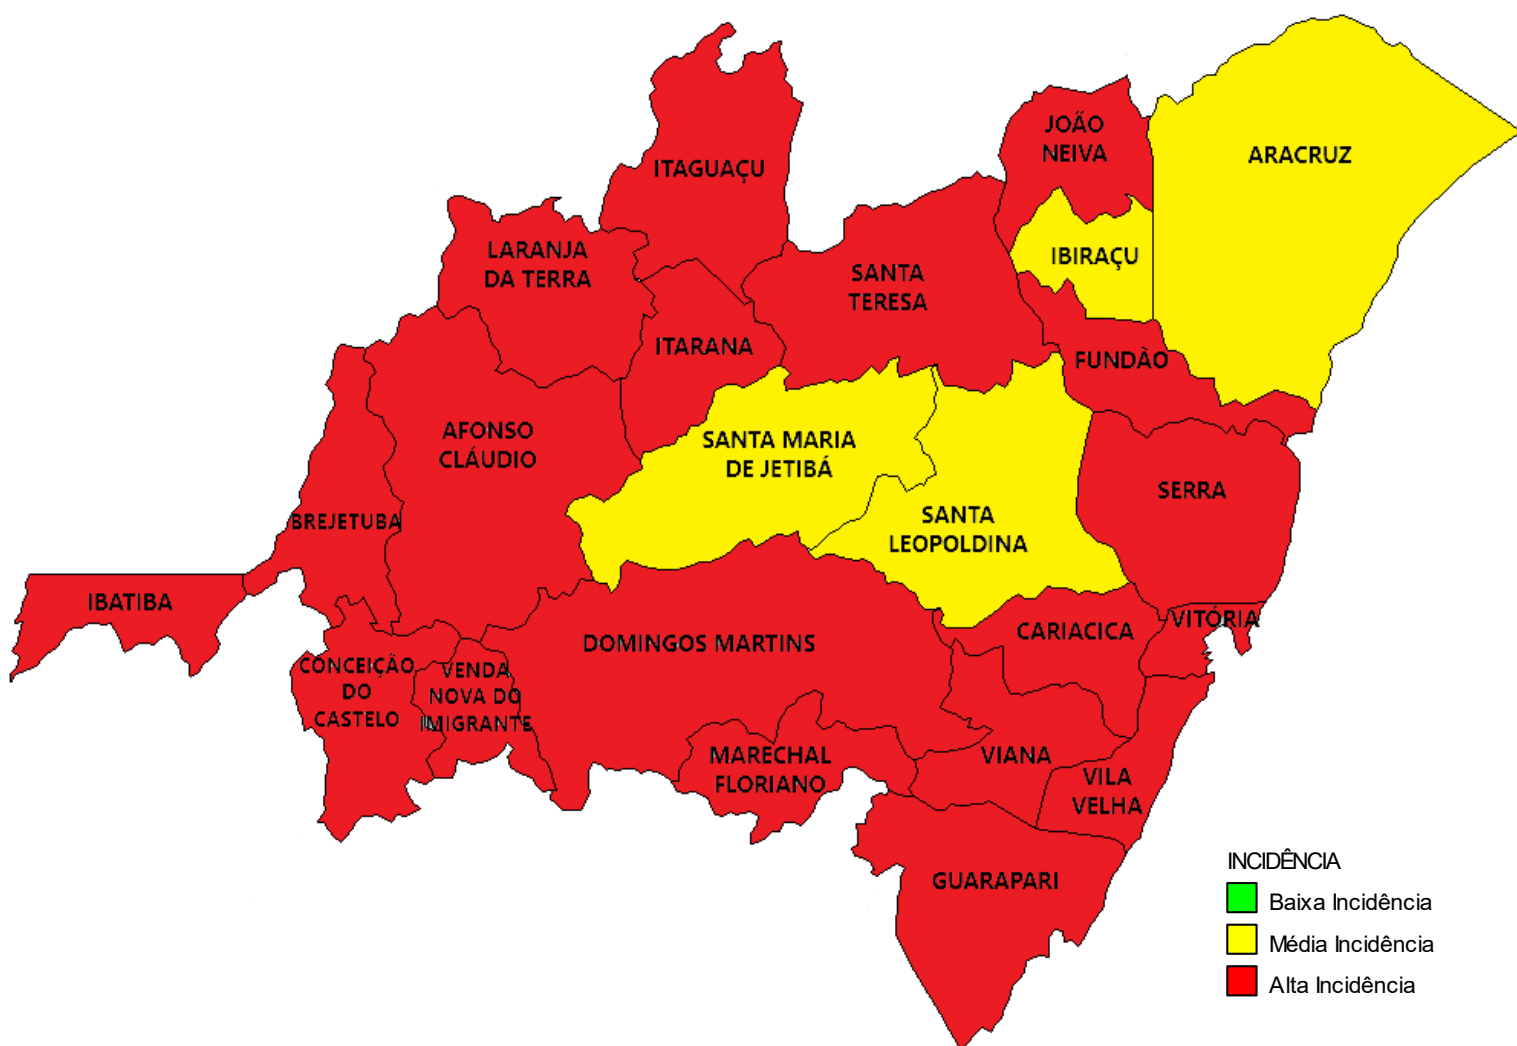 JOÃO
NEIVA
ARACRUZ
ITAGUAÇU
LARANJA
DA TERRA
SANTA
TERESA
IBIRAÇU
ITARANA
FUNDÃO
AFONSO
CLÁUDIO
SANTA MARIA
DE JETIBÁ
SERRA
BREJETUBA
SANTA
LEOPOLDINA
IBATIBA
VITÓRIA
CARIACICA
DOMINGOS MARTINS
CONCEIÇÃO
DO
CASTELO
VENDA
NOVA DO
IMIGRANTE
MARECHAL
FLORIANO
VIANA
VILA
VELHA
GUARAPARI
INCIDÊNCIA
Baixa Incidência
Média Incidência
Alta Incidência